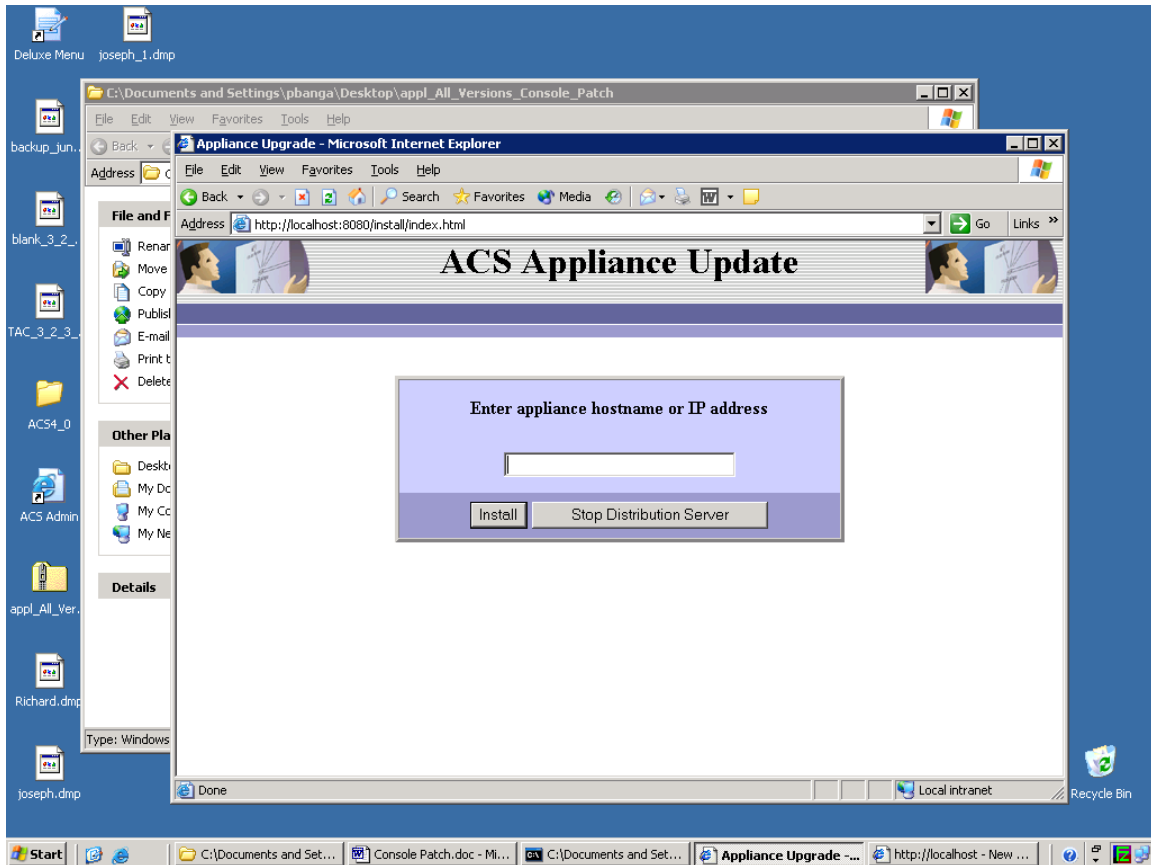 Deluxe Menu
joseph_1.dmp
backup_jun..
blank_3_2_.
TAC_3_2_3_.
ACS4_0
ACS Admin
appl_All_Ver.
Richard.dmp
joseph.dmp
Recycle Bin
C:\Documents and Settings\pbanga\Desktop\appl_All_Versions_Console_Patch
File Edit View Favorites Tools Help
Back
Address
File and F
Renar
Move
Copy
Publisl
E-mail
Print t
Delete
Other Pla
Deskt
My Dc
My Cc
My Ne
Details
Type: Windows
Appliance Upgrade - Microsoft Internet Explorer
File Edit View Favorites Tools Help
Back Search Favorites Media
Address http://localhost:8080/install/index.html Go Links »
ACS Appliance Update
Enter appliance hostname or IP address
Install Stop Distribution Server
Done Local intranet
Start C:\Documents and Set... Console Patch.doc - Mi... C:\Documents and Set... Appliance Upgrade -... http://localhost - New ...